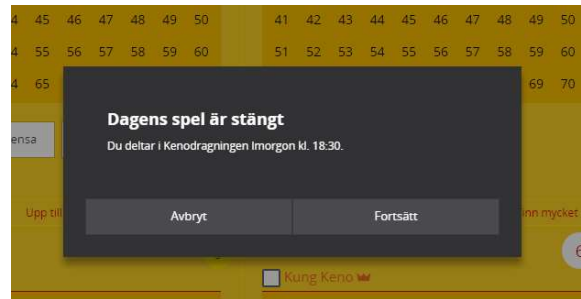 4 45 46 47 48 49 50 41 42 43 44 45 46 47 48 49 50
4 55 56 57 58 59 60 51 52 53 54 55 56 57 58 59 60
4 65 69 70
Dagens spel är stängt
Du deltar i Kenodragningen Imorgon kl. 18:30.
ensa
Avbryt Fortsätt
Upp till inn mycket
6
Kung Keno